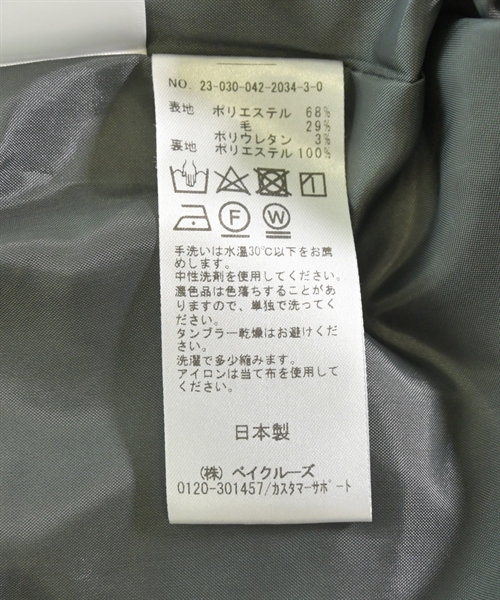 NO. 23-030-042-2034-3-0
表地 ポリエステル 68%
毛 29%
ポリウレタン 3%
裏地 ポリエステル 100%
F W
手洗いは水温30℃以下をお薦
めします。
中性洗剤を使用してください。
濃色品は色落ちすることがあ
りますので、単独で洗ってく
ださい。
タンブラー乾燥はお避けくだ
さい。
洗濯で多少縮みます。
アイロンは当て布を使用して
ください。
日本製
(株) ベイクルーズ
0120-301457/カスタマーサポート